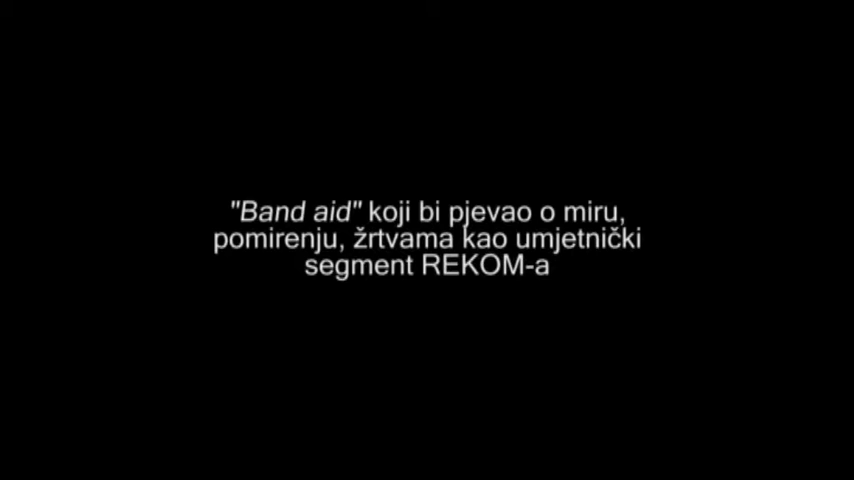 "Band aid" koji bi pjevao o miru,
pomirenju, žrtvama kao umjetnički
segment REKOM-a